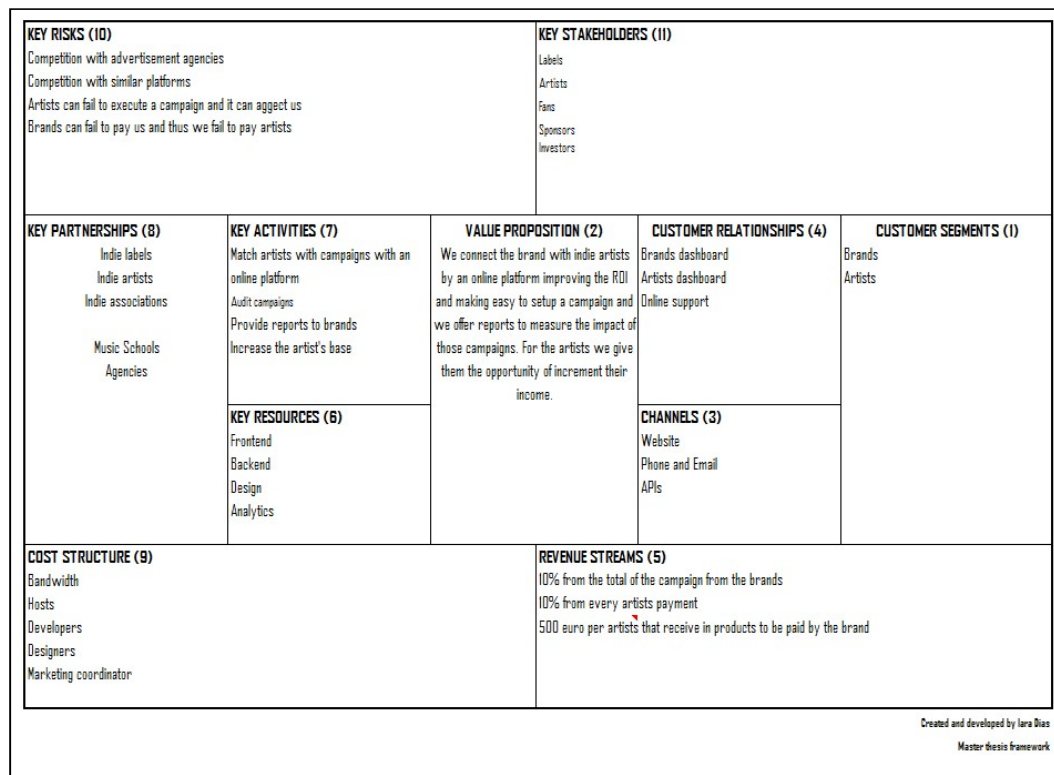 KEY RISKS (10)
Competition with advertisement agencies
Competition with similar platforms
Artists can fail to execute a campaign and it can aggect us
Brands can fail to pay us and thus we fail to pay artists
KEY STAKEHOLDERS (11)
Labels
Artists
Fans
Sponsors
Investors
KEY PARTNERSHIPS (8)
Indie labels
Indie artists
Indie associations
Music Schools
Agencies
KEY ACTIVITIES (7)
Match artists with campaigns with an
online platform
Audit campaigns
Provide reports to brands
Increase the artist's base
KEY RESOURCES (6)
Frontend
Backend
Design
Analytics
VALUE PROPOSITION (2)
We connect the brand with indie artists
by an online platform improving the ROI
and making easy to setup a campaign and
we offer reports to measure the impact of
those campaigns. For the artists we give
them the opportunity of increment their
income.
CUSTOMER RELATIONSHIPS (4)
Brands dashboard
Artists dashboard
Online support
CHANNELS (3)
Website
Phone and Email
APIs
CUSTOMER SEGMENTS (1)
Brands
Artists
COST STRUCTURE (9)
Bandwidth
Hosts
Developers
Designers
Marketing coordinator
REVENUE STREAMS (5)
10% from the total of the campaign from the brands
10% from every artists payment
500 euro per artists that receive in products to be paid by the brand
Created and developed by Iara Dias
Master thesis framework